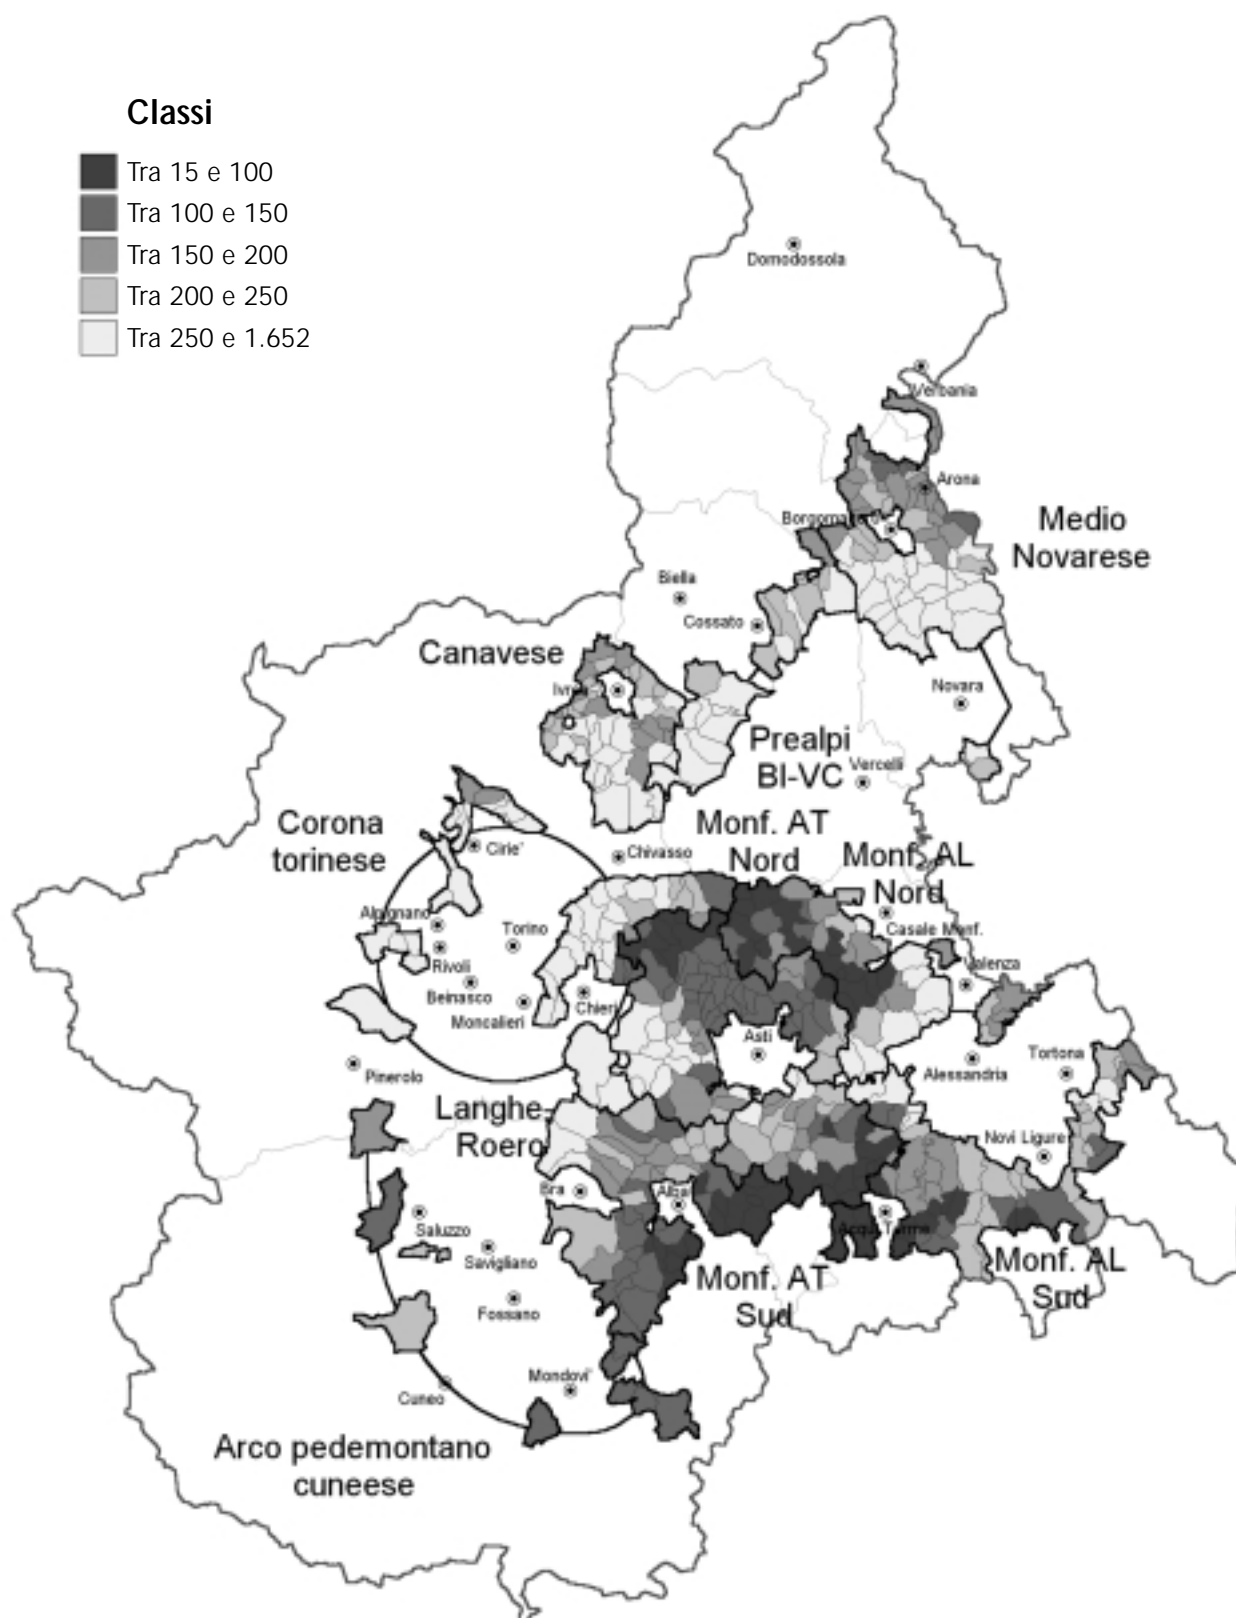 Classi
Tra 15 e 100
Tra 100 e 150
Tra 150 e 200
Tra 200 e 250
Tra 250 e 1.652
Domodossola
Verbania
Arona
Medio
Novarese
Biella
Cossato
Canavese
Novara
Prealpi
BI-VC
Vercelli
Corona
torinese
Cirie'
Chivasso
Monf. AT
Nord
Monf. AL
Nord
Casale Monf.
Alpignano
Torino
Rivoli
Beinasco
Moncalieri
Chieri
Valenza
Asti
Alessandria
Tortona
Pinerolo
Langhe-
Roero
Novi Ligure
Bra
Alba
Saluzzo
Savigliano
Acqui Terme
Monf. AT
Sud
Monf. AL
Sud
Fossano
Mondovi'
Cuneo
Arco pedemontano
cuneese